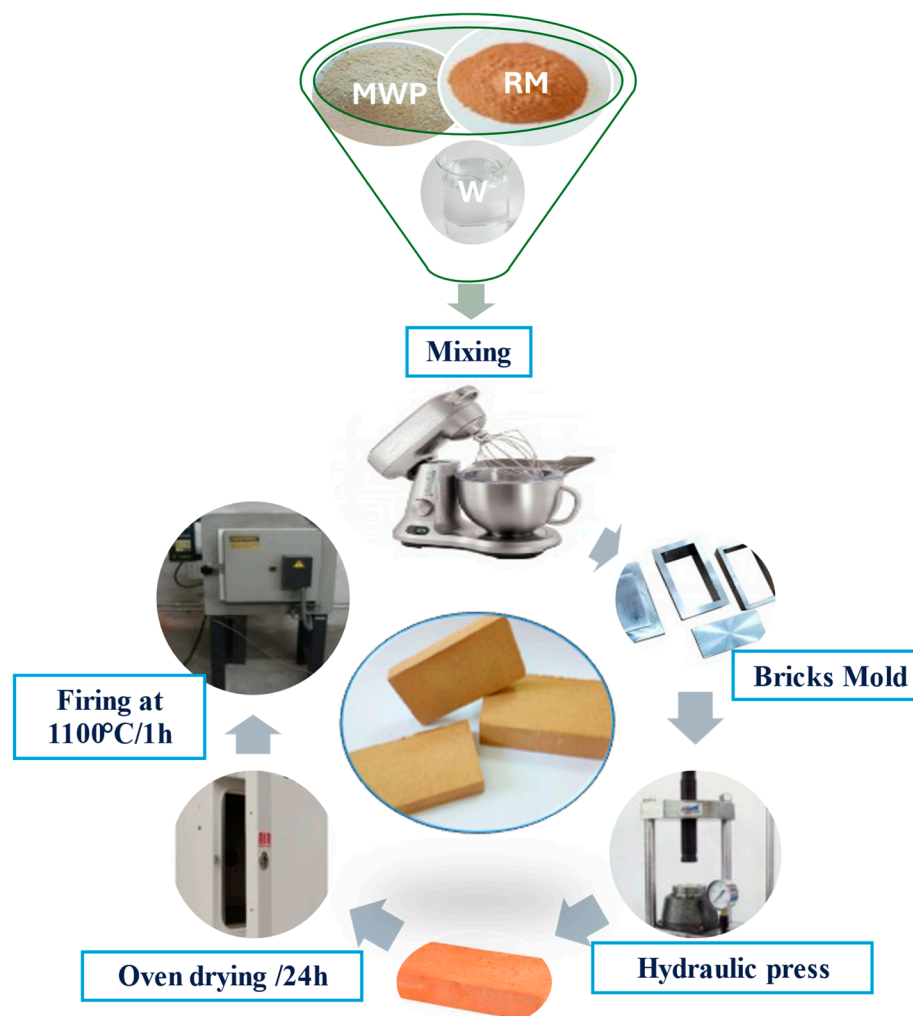 MWP
RM
W
Mixing
Bricks Mold
Firing at
1100°C/1h
Oven drying /24h
Hydraulic press